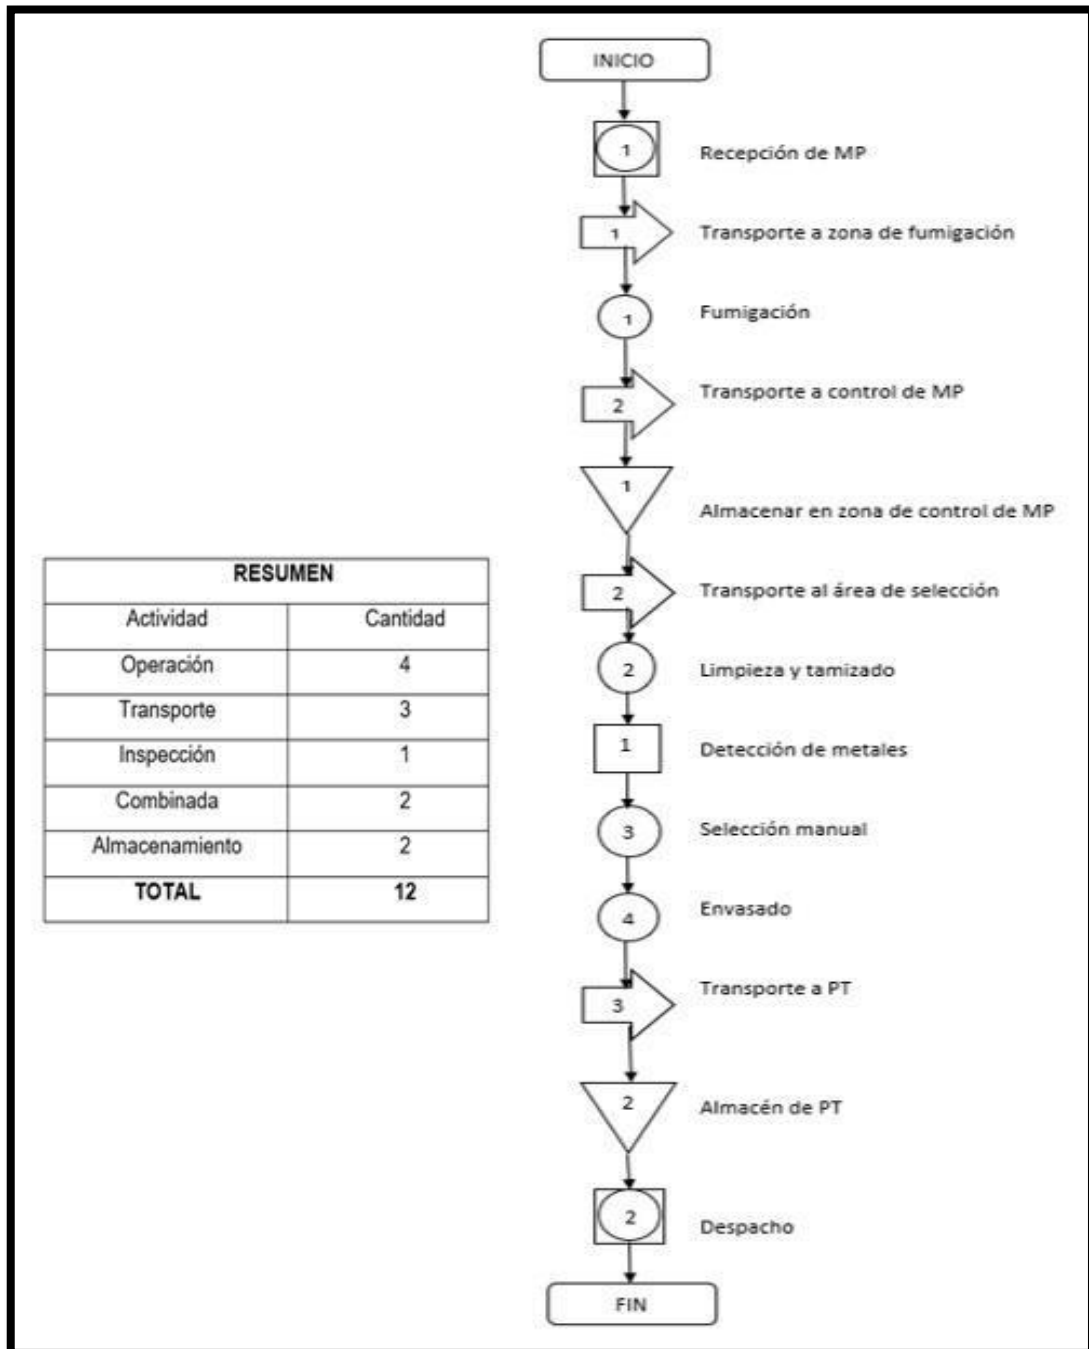 INICIO
1 Recepción de MP
1 Transporte a zona de fumigación
1 Fumigación
2 Transporte a control de MP
1 Almacenar en zona de control de MP
2 Transporte al área de selección
2 Limpieza y tamizado
1 Detección de metales
3 Selección manual
4 Envasado
3 Transporte a PT
2 Almacén de PT
2 Despacho
FIN
RESUMEN
Actividad Cantidad
Operación 4
Transporte 3
Inspección 1
Combinada 2
Almacenamiento 2
TOTAL 12